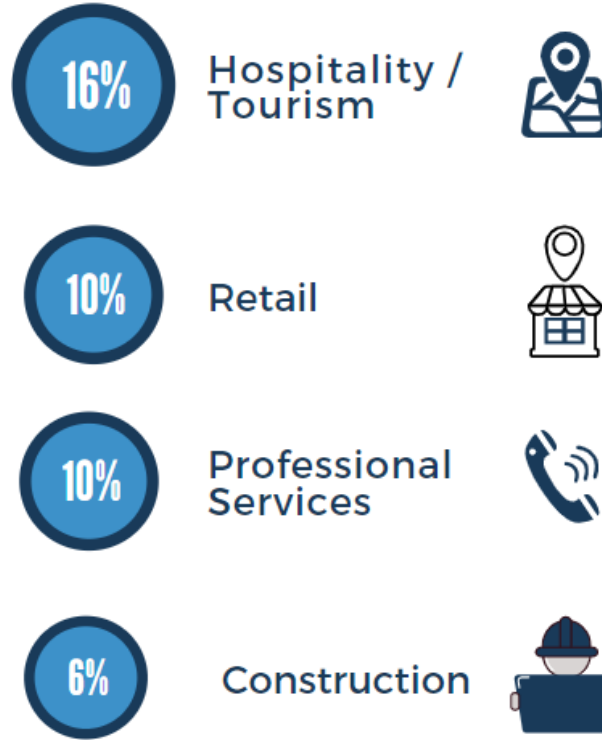 16%
Hospitality /
Tourism
10%
Retail
10%
Professional
Services
6%
Construction